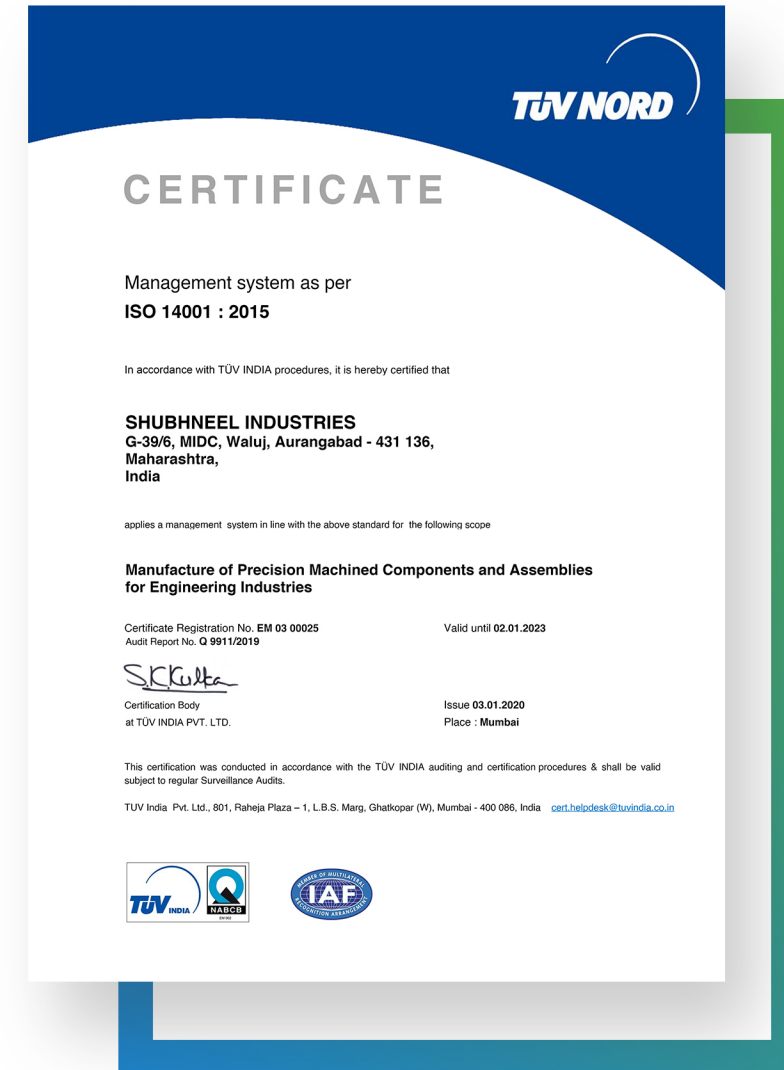 TÜV NORD
CERTIFICATE
Management system as per
ISO 14001 : 2015
In accordance with TÜV INDIA procedures, it is hereby certified that
SHUBHNEEL INDUSTRIES
G-39/6, MIDC, Waluj, Aurangabad - 431 136,
Maharashtra,
India
applies a management system in line with the above standard for the following scope
Manufacture of Precision Machined Components and Assemblies
for Engineering Industries
Certificate Registration No. EM 03 00025 Valid until 02.01.2023
Audit Report No. Q 9911/2019
S.K.Kulka
Certification Body Issue 03.01.2020
at TÜV INDIA PVT. LTD. Place : Mumbai
This certification was conducted in accordance with the TÜV INDIA auditing and certification procedures & shall be valid
subject to regular Surveillance Audits.
TUV India Pvt. Ltd., 801, Raheja Plaza – 1, L.B.S. Marg, Ghatkopar (W), Mumbai - 400 086, India cert.helpdesk@tuvindia.co.in
TÜV INDIA
NABCB
MEMBER OF MULTILATERAL
IAF
RECOGNITION ARRANGEMENT